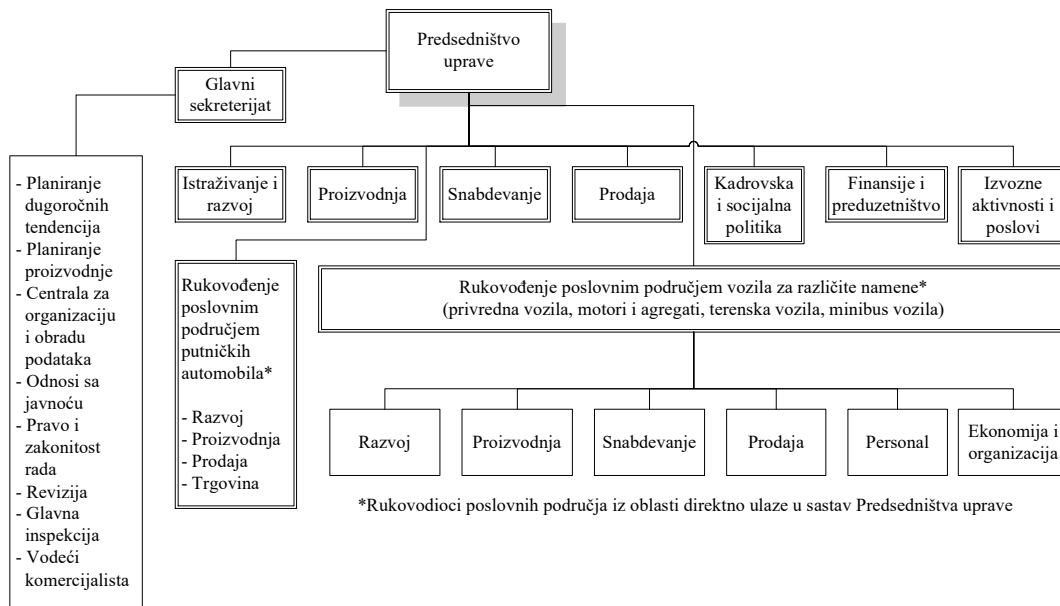 Predsedništvo
uprave
Glavni
sekreterijat
- Planiranje
dugoročnih
tendencija
- Planiranje
proizvodnje
- Centrala za
organizaciju
i obradu
podataka
- Odnosi sa
javnoću
- Pravo i
zakonitost
rada
- Revizija
- Glavna
inspekcija
- Vodeći
komercijalista
Istraživanje i
razvoj
Proizvodnja
Snabdevanje
Prodaja
Kadrovska
i socijalna
politika
Finansije i
preduzetništvo
Izvozne
aktivnosti i
poslovi
Rukovođenje
poslovnim
područjem
putničkih
automobila*
- Razvoj
- Proizvodnja
- Prodaja
- Trgovina
Rukovođenje poslovnim područjem vozila za različite namene*
(privredna vozila, motori i agregati, terenska vozila, minibus vozila)
Razvoj
Proizvodnja
Snabdevanje
Prodaja
Personal
Ekonomija i
organizacija
*Rukovodioci poslovnih područja iz oblasti direktno ulaze u sastav Predsedništva uprave